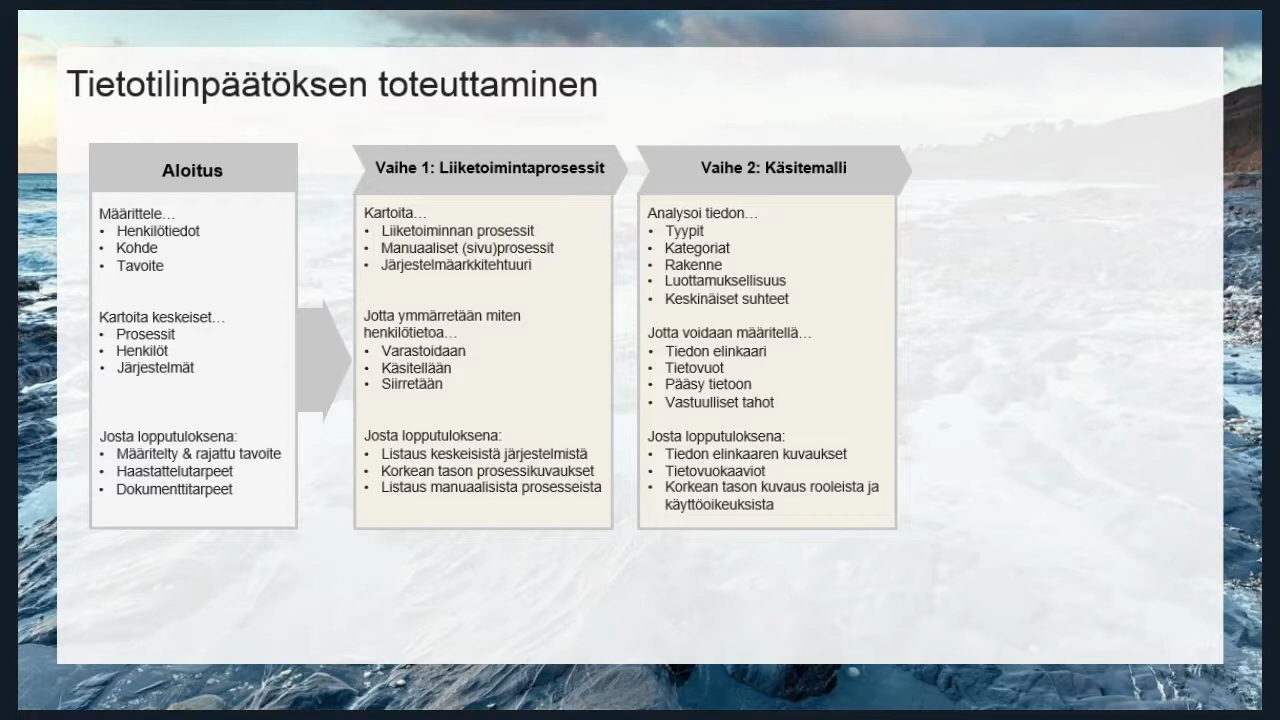 Tietotilinpäätöksen toteuttaminen
Aloitus
Määrittele…
• Henkilötiedot
• Kohde
• Tavoite
Kartoita keskeiset…
• Prosessit
• Henkilöt
• Järjestelmät
Josta lopputuloksena:
• Määritelty & rajattu tavoite
• Haastattelutarpeet
• Dokumenttitarpeet
Vaihe 1: Liiketoimintaprosessit
Kartoita…
• Liiketoiminnan prosessit
• Manuaaliset (sivu)prosessit
• Järjestelmäarkkitehtuuri
Jotta ymmärretään miten
henkilötietoa…
• Varastoidaan
• Käsitellään
• Siirretään
Josta lopputuloksena:
• Listaus keskeisistä järjestelmistä
• Korkean tason prosessikuvaukset
• Listaus manuaalisista prosesseista
Vaihe 2: Käsitemalli
Analysoi tiedon…
• Tyypit
• Kategoriat
• Rakenne
• Luottamuksellisuus
• Keskinäiset suhteet
Jotta voidaan määritellä…
• Tiedon elinkaari
• Tietovuot
• Pääsy tietoon
• Vastuulliset tahot
Josta lopputuloksena:
• Tiedon elinkaaren kuvaukset
• Tietovuokaaviot
• Korkean tason kuvaus rooleista ja
käyttöoikeuksista